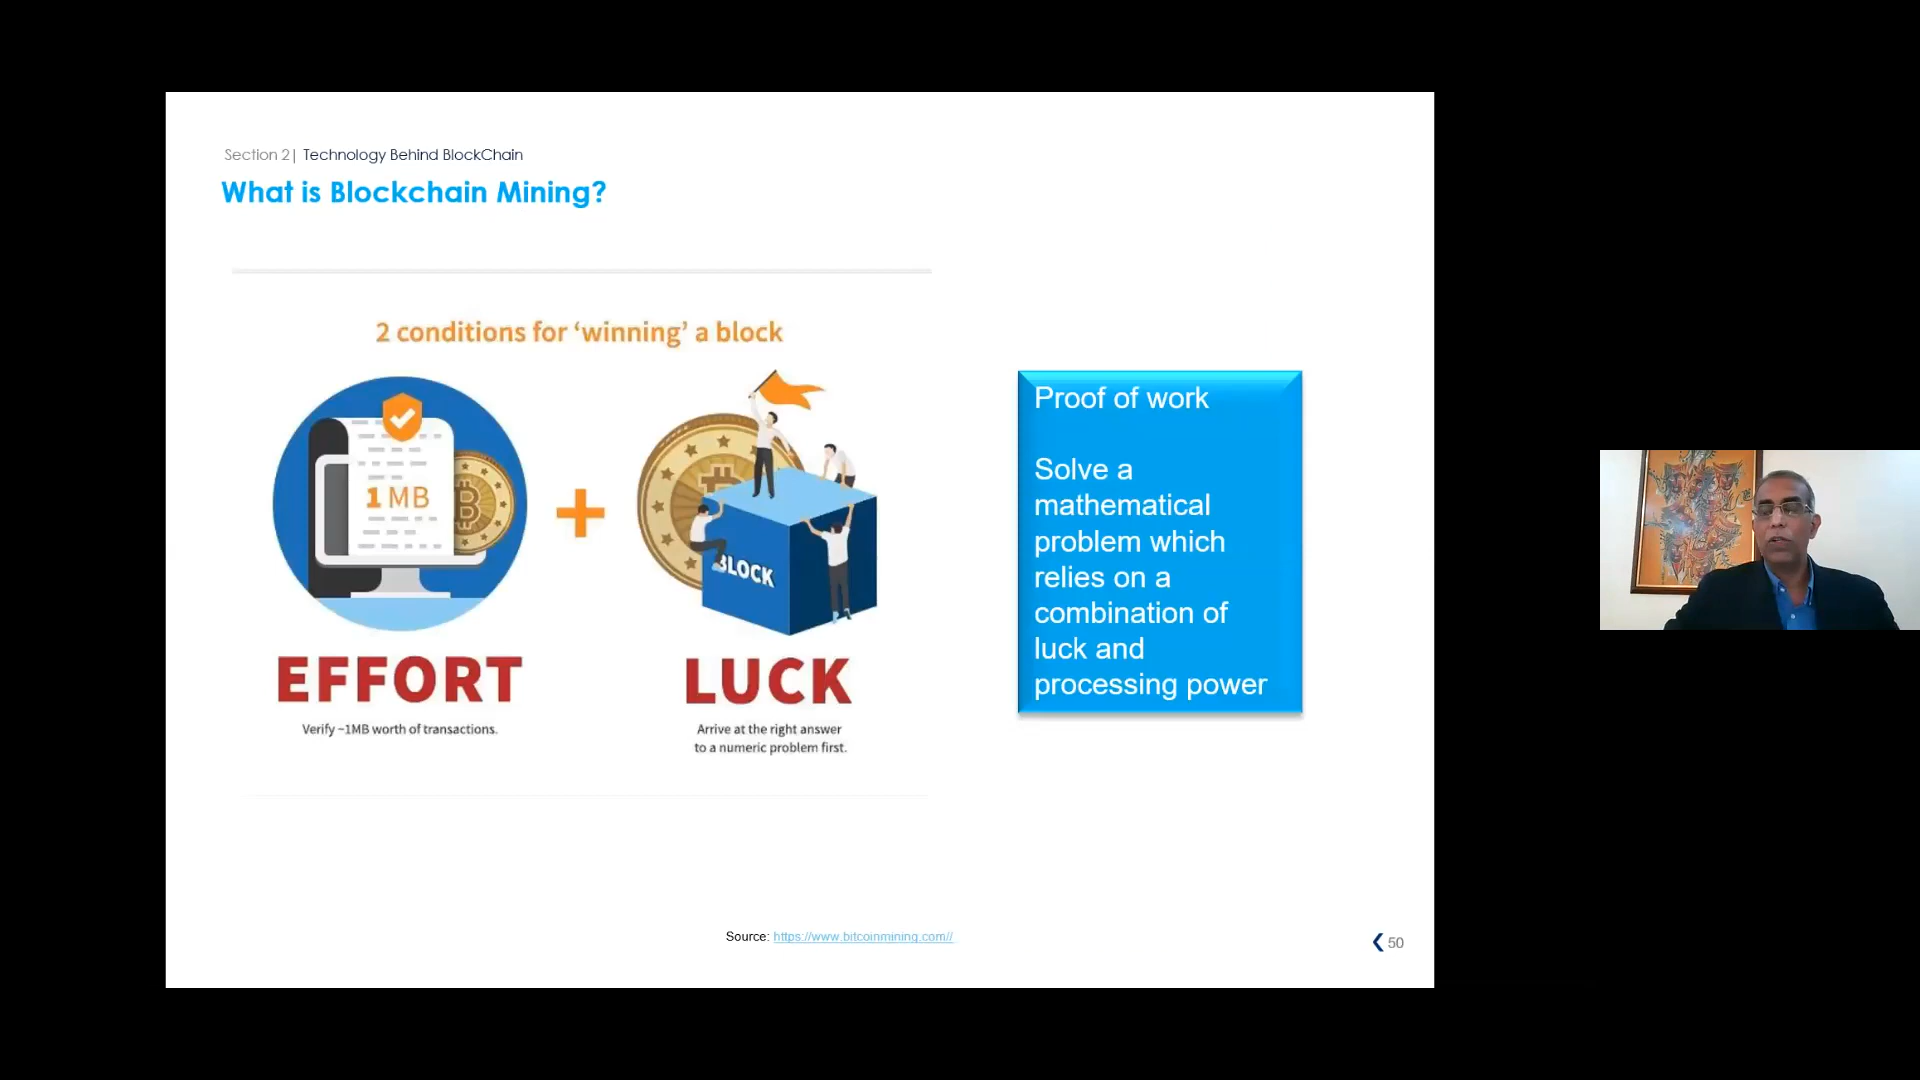 Section 2| Technology Behind BlockChain
What is Blockchain Mining?
2 conditions for ‘winning’ a block
1 MB
BLOCK
EFFORT
Verify ~1MB worth of transactions.
LUCK
Arrive at the right answer
to a numeric problem first.
Proof of work
Solve a
mathematical
problem which
relies on a
combination of
luck and
processing power
Source: https://www.bitcoinmining.com//
50